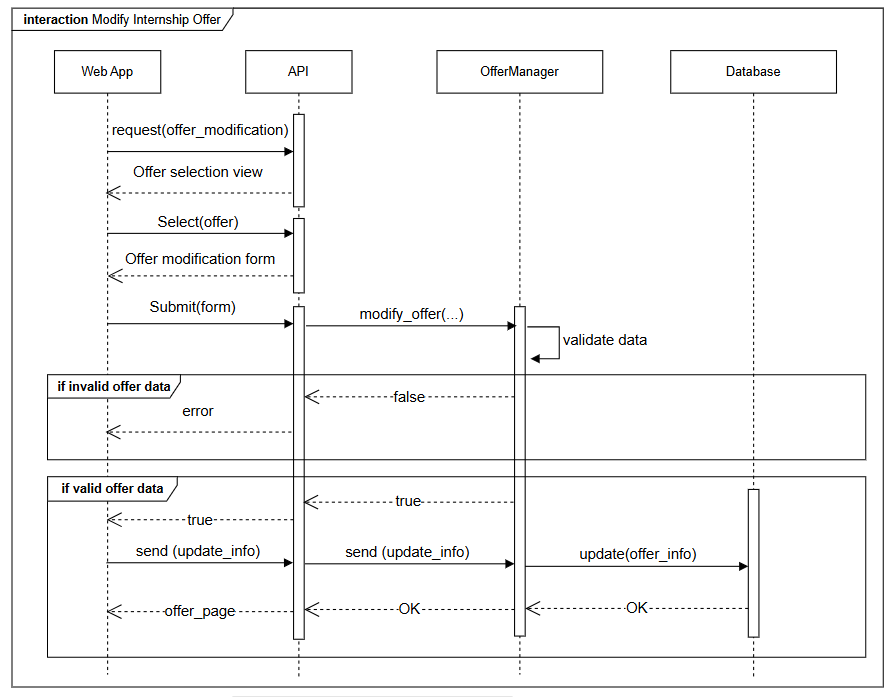 interaction Modify Internship Offer
Web App
API
OfferManager
Database
request(offer_modification)
Offer selection view
Select(offer)
Offer modification form
Submit(form)
modify_offer(...)
validate data
if invalid offer data
false
error
if valid offer data
true
true
send (update_info)
send (update_info)
update(offer_info)
offer_page
OK
OK